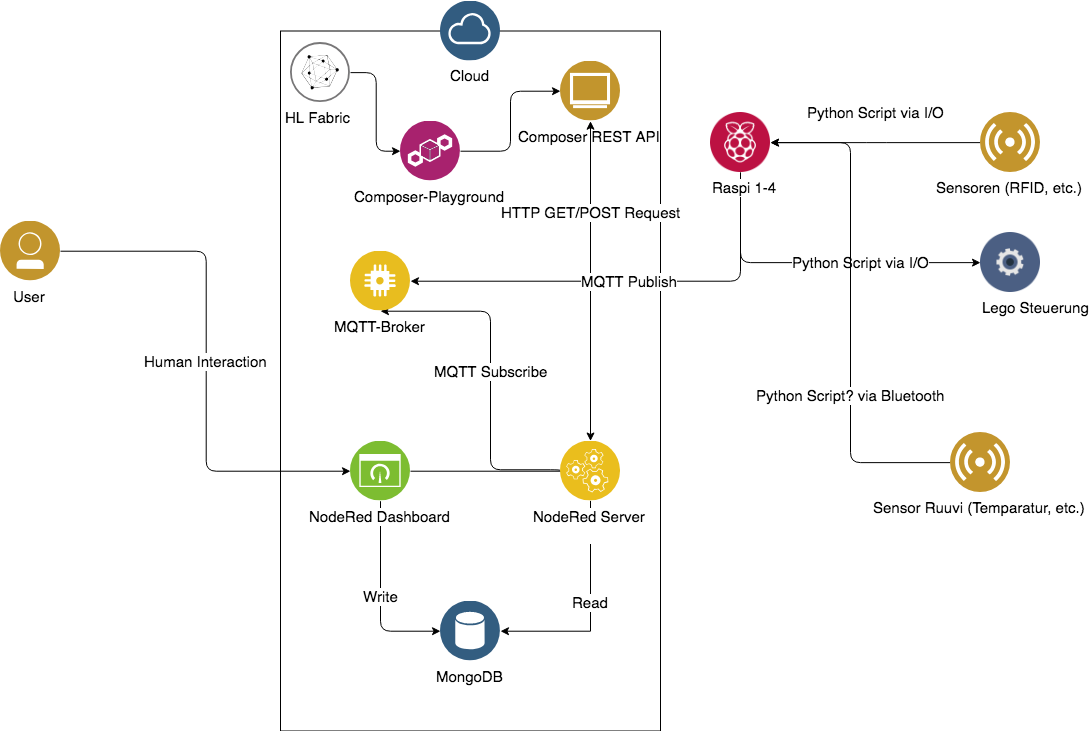 Cloud
HL Fabric
Composer REST API
Python Script via I/O
Raspi 1-4
Sensoren (RFID, etc.)
Composer-Playground
HTTP GET/POST Request
Python Script via I/O
MQTT Publish
User
Lego Steuerung
MQTT-Broker
Human Interaction
MQTT Subscribe
Python Script? via Bluetooth
NodeRed Dashboard
NodeRed Server
Sensor Ruuvi (Temparatur, etc.)
Write
Read
MongoDB